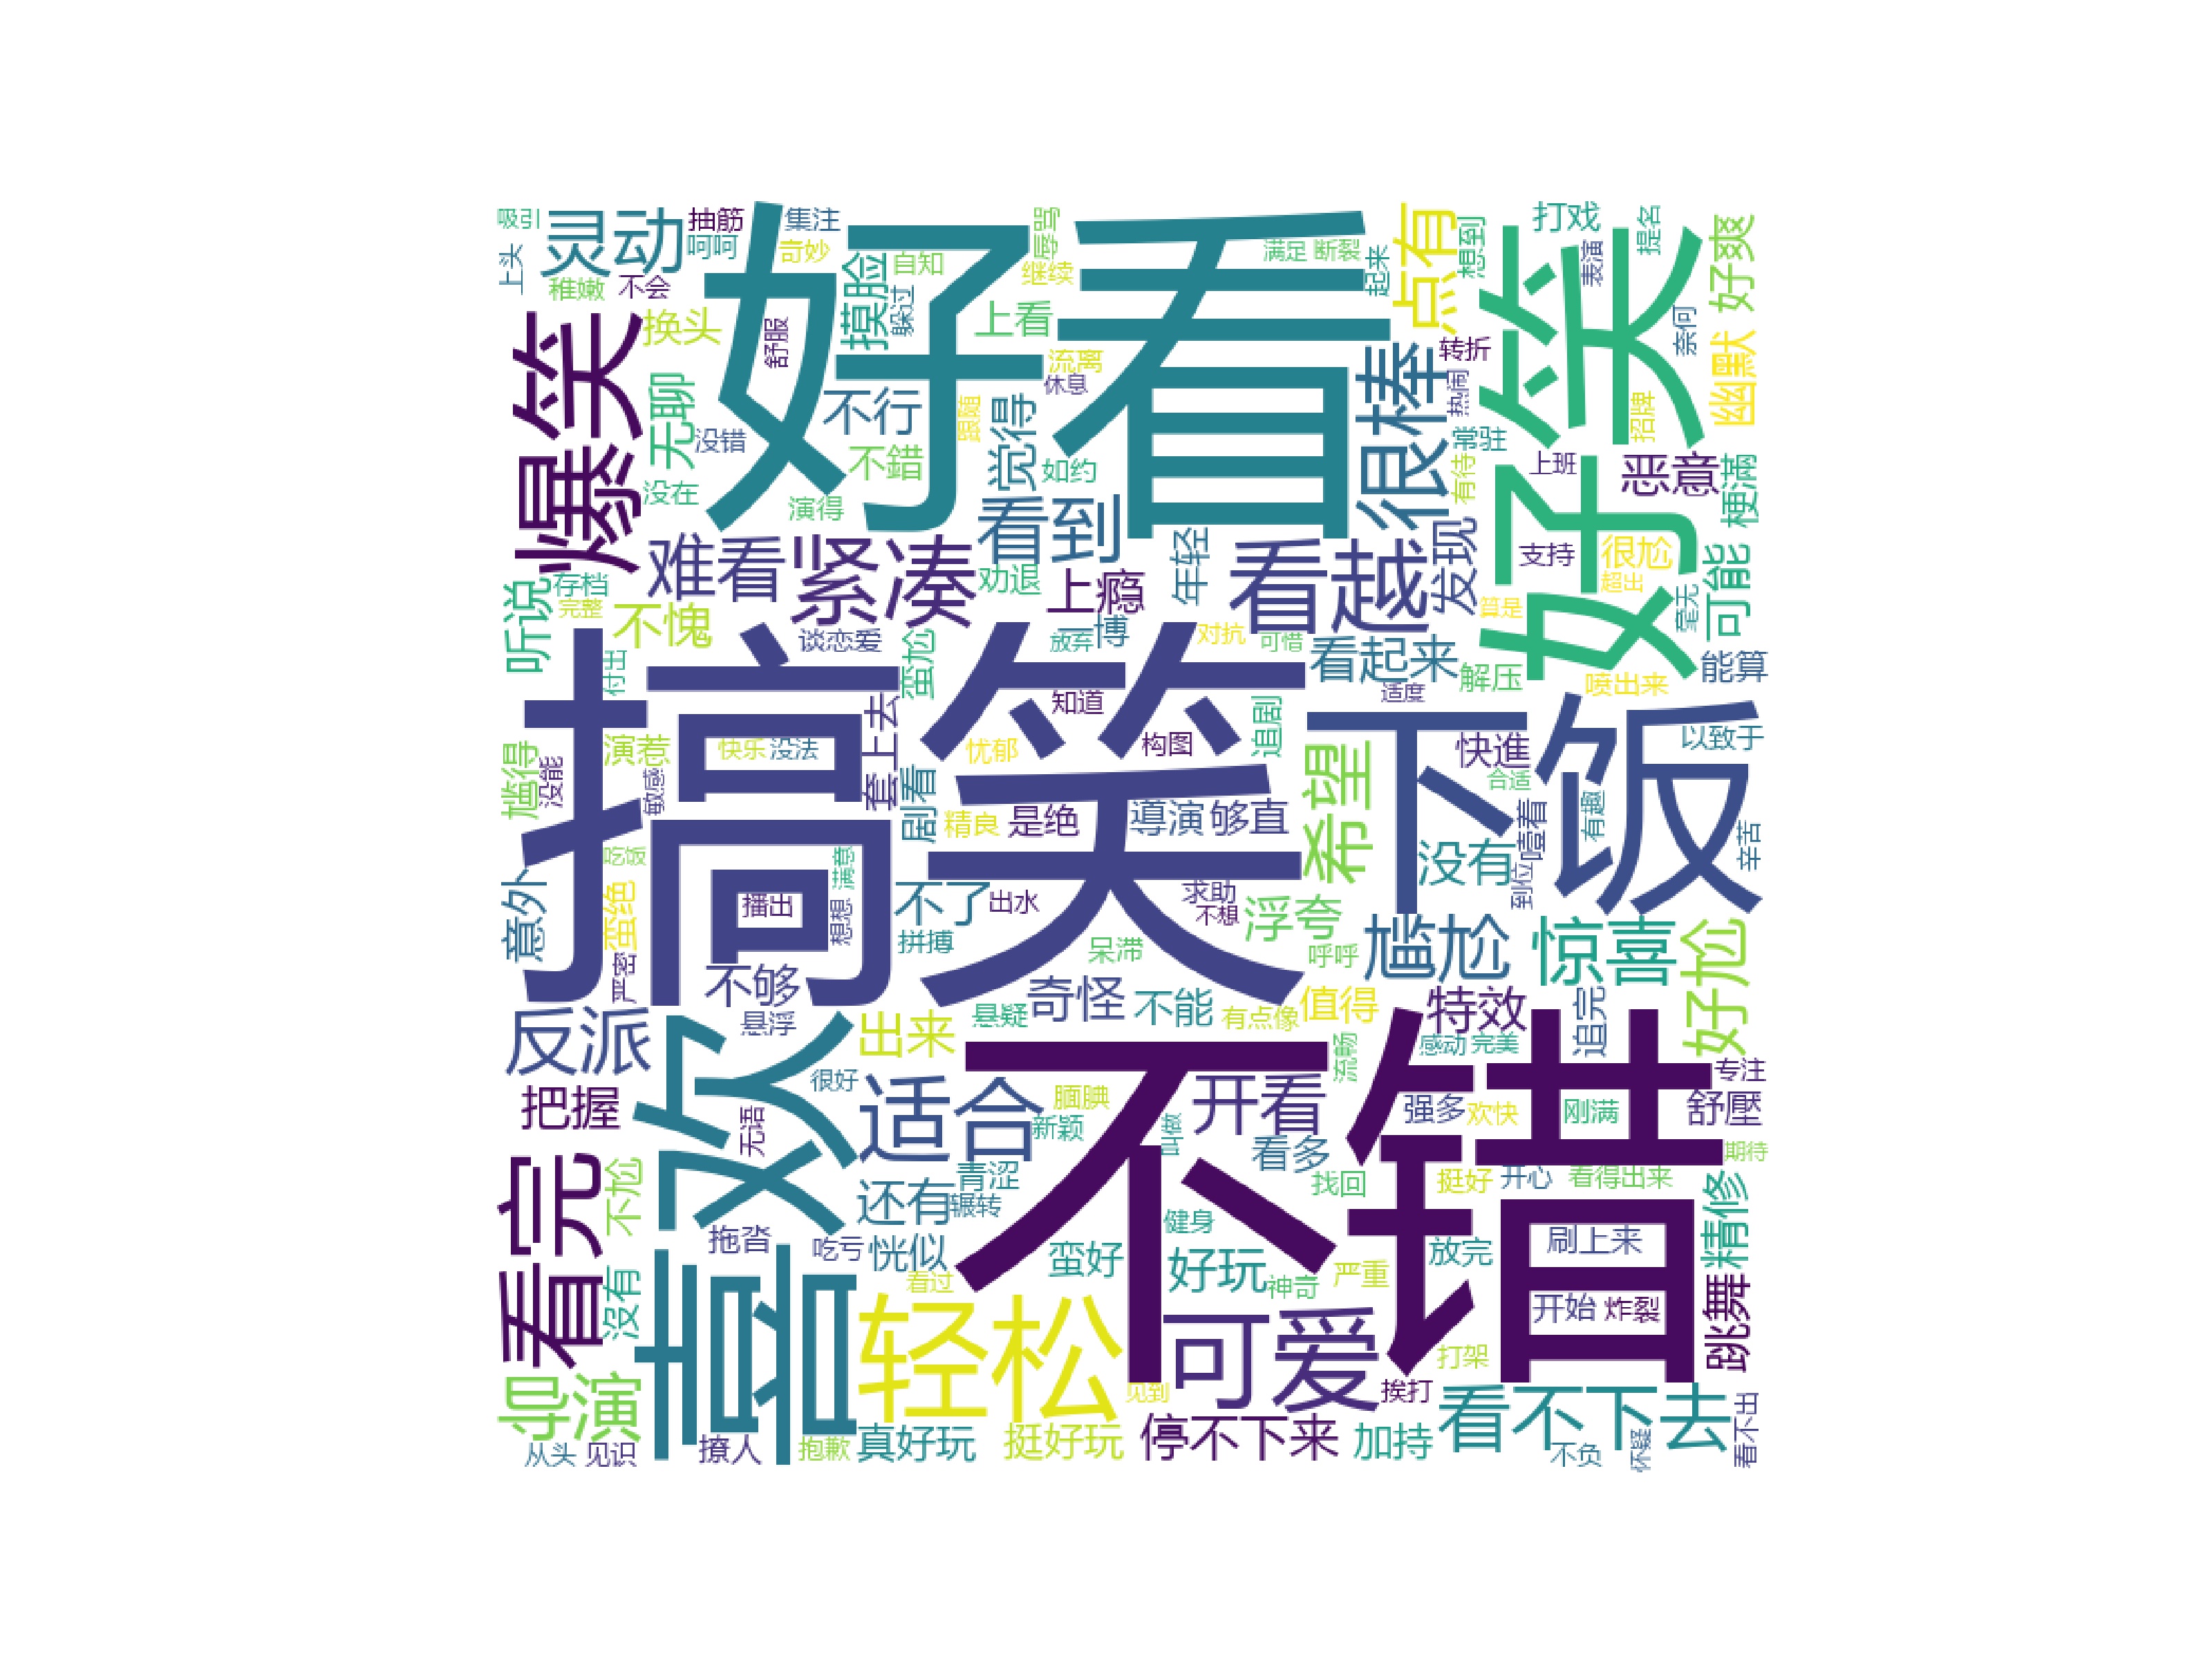 吸引
灵动
抽筋
集注
好看
辱骂
满足
断裂
点有
想到
打戏
提名
好爽
上头
呵呵
奇妙
摸脸
自知
继续
起来
表演
好笑
稚嫩
不会
换头
舒服
躲过
上看
流离
休息
很棒
转折
热闹
奈何
招牌
幽默
爆笑
无聊
没错
不行
跟随
觉得
如约
常驻
有待
上班
恶意
梗满
没在
不錯
演得
看到
年轻
看越
发现
支持
很尬
超出
可能
难看
紧凑
劝退
上瘾
听说
存档
完整
不愧
谈恋爱
蛮尬
放弃
一博
对抗
可惜
看起来
算是
毫无
解压
喷出来
能算
付出
搞笑
知道
适度
下饭
尴得
没能
演惹
快乐
没法
敏感
套上去
忧郁
构图
追剧
希望
快進
合适
以致于
剧看
精良
是绝
導演
够直
没有
噎着
有趣
辛苦
吃饭
满意
意外
蛮绝
播出
想想
不了
出水
求助
不想
到位
拼搏
浮夸
尴尬
惊喜
好尬
严密
不够
呆滞
呼呼
奇怪
不能
值得
特效
追完
反派
悬浮
出来
悬疑
有点像
不错
流畅
感动
完美
专注
把握
喜欢
很好
适合
腼腆
开看
强多
欢快
刚满
舒壓
无语
新颖
叫做
看多
期待
看完
不尬
青涩
找回
挺好
开心
看得出来
精修
还有
辗转
健身
拖沓
吃亏
恍似
蛮好
好玩
严重
放完
刷上来
没有
看过
神奇
开始
炸裂
跳舞
轻松
可爱
打架
见到
挨打
看不下去
看不出
演
从头
见识
撩人
抱歉
真好玩
挺好玩
停不下来
加持
不负
怀疑